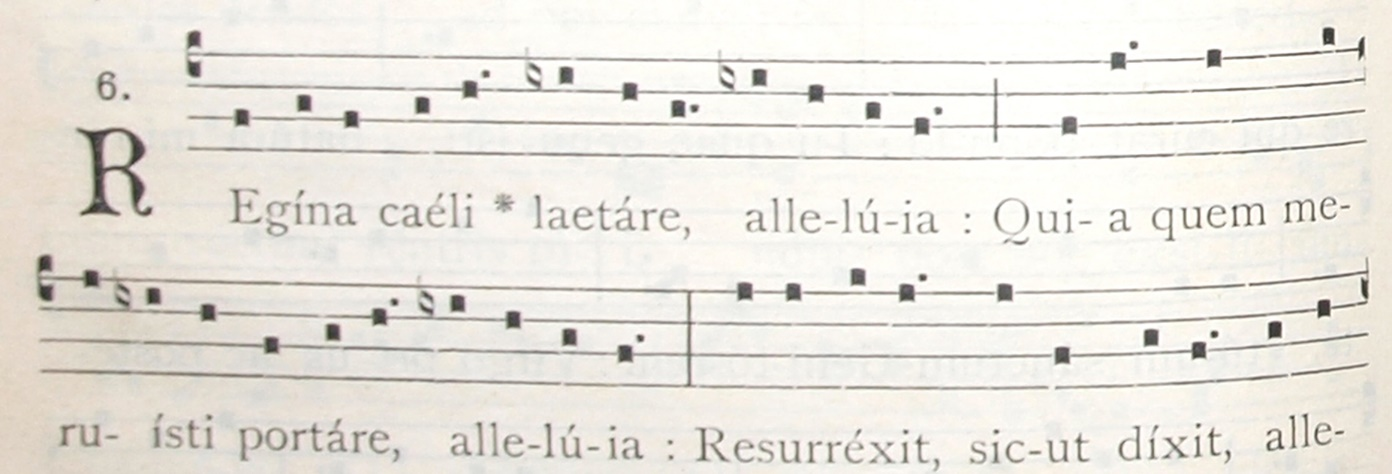 6.
REgína caéli * laetáre, alle-lú-ia : Qui- a quem me-
ru- ísti portáre, alle-lú-ia : Resurréxit, sic-ut díxit, alle-